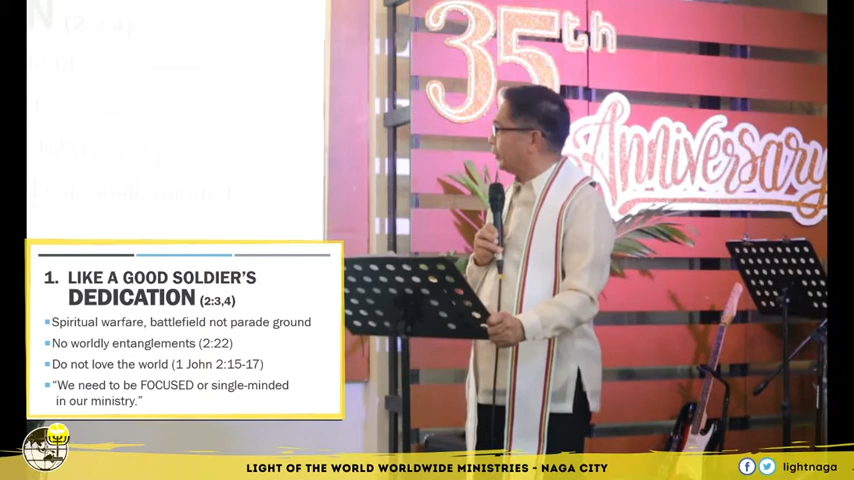 35th
Anniversary
1. LIKE A GOOD SOLDIER'S
DEDICATION (2:3,4)
Spiritual warfare, battlefield not parade ground
No worldly entanglements (2:22)
Do not love the world (1 John 2:15-17)
"We need to be FOCUSED or single-minded
in our ministry."
LIGHT OF THE WORLD WORLDWIDE MINISTRIES - NAGA CITY
lightnaga